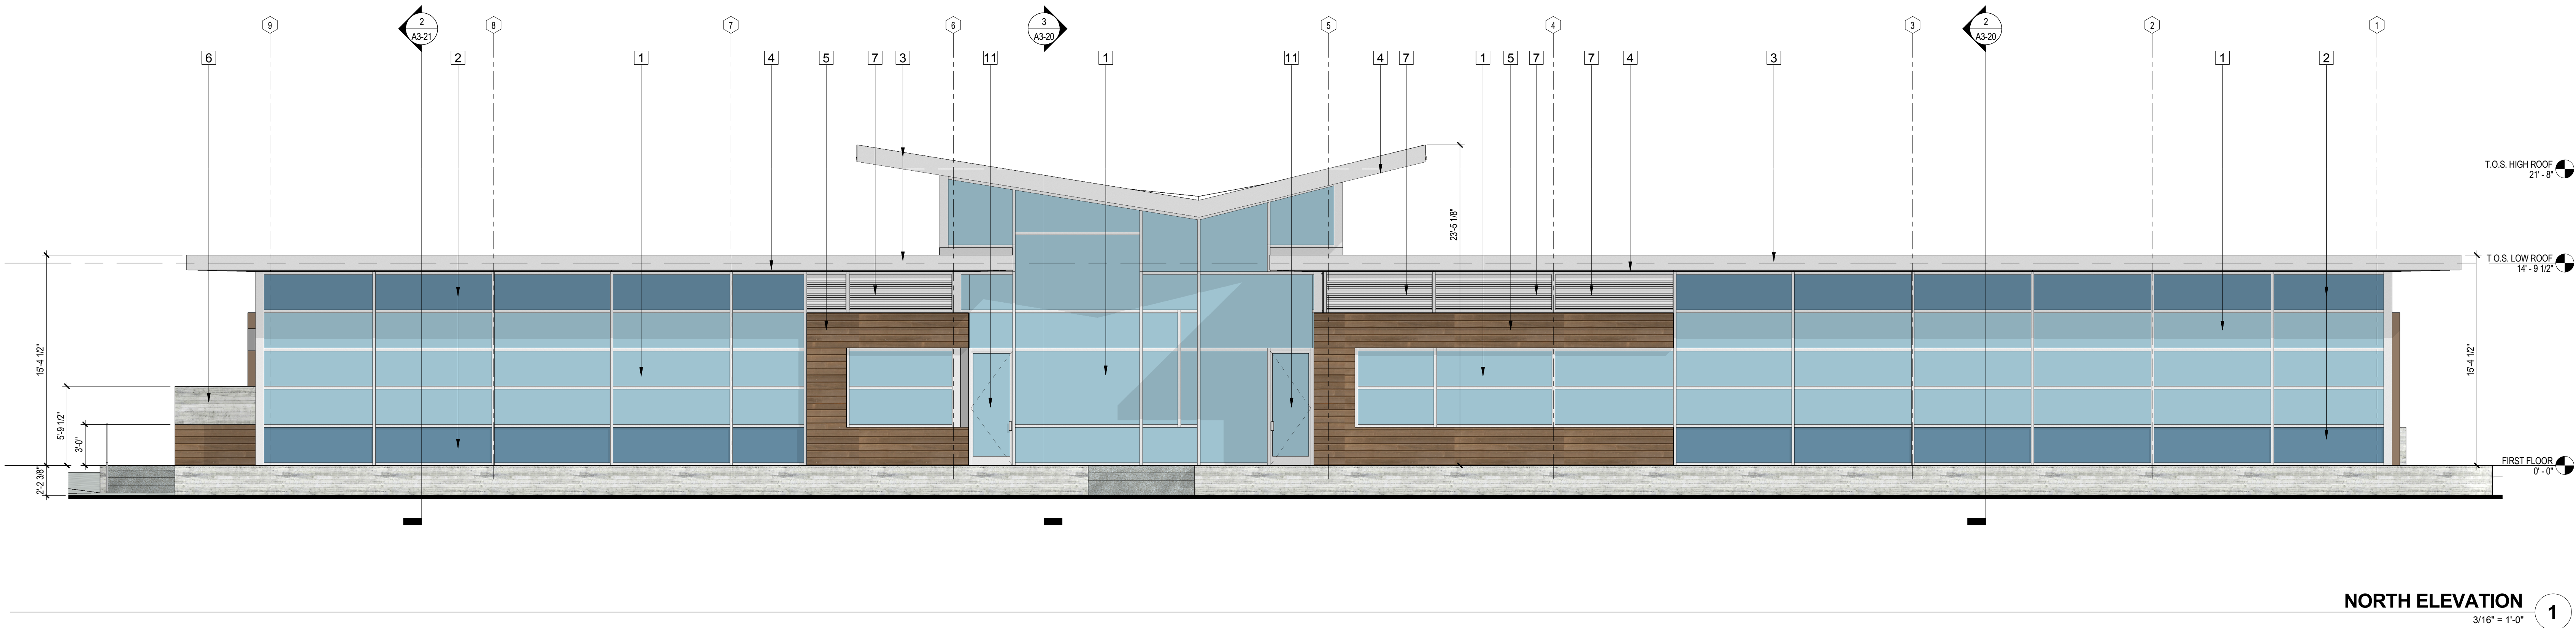 9 2 8 7 6 3 5 4 3 2 2 1
A3-21 A3-20 A3-20
6 2 1 4 5 7 3 11 1 11 4 7 1 5 7 7 4 3 1 2
T.O.S. HIGH ROOF
21' - 8"
23'-5 1/8"
T O.S. LOW ROOF
14' - 9 1/2"
15'-4 1/2"
15'-4 1/2"
5'-9 1/2"
3'-0"
FIRST FLOOR
0' - 0"
2'-2 3/8"
NORTH ELEVATION
3/16" = 1'-0"
1